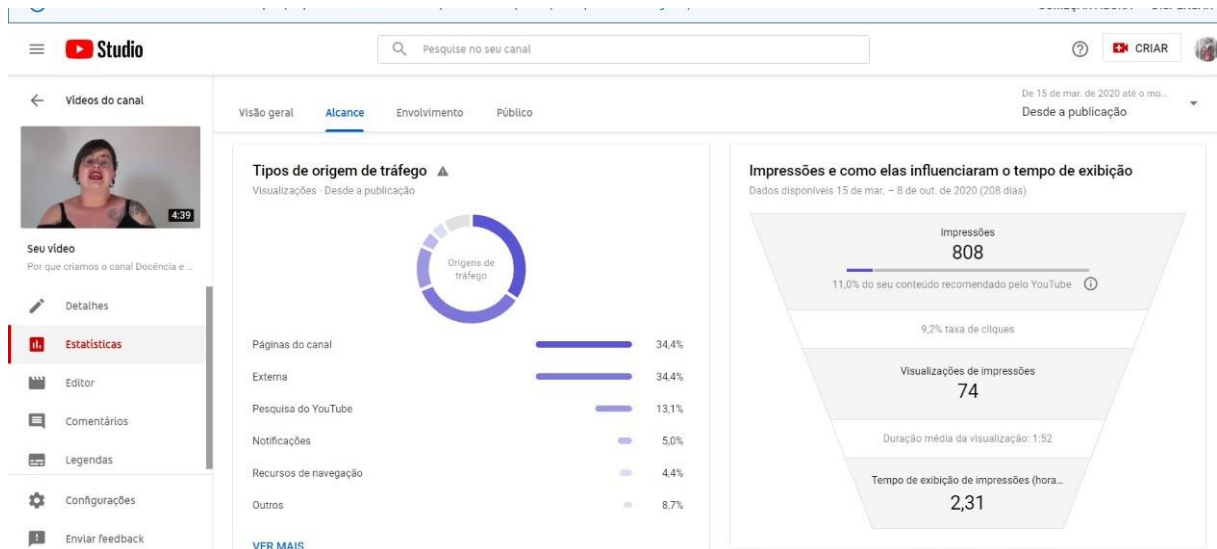 Studio
Pesquise no seu canal
CRIAR
Vídeos do canal
4:39
Seu vídeo
Por que criamos o canal Docência e ...
Detalhes
Estatísticas
Editor
Comentários
Legendas
Configurações
Enviar feedback
Visão geral
Alcance
Envolvimento
Público
De 15 de mar. de 2020 até o mo...
Desde a publicação
Tipos de origem de tráfego
Visualizações · Desde a publicação
Origens de
tráfego
Páginas do canal 34,4%
Externa 34,4%
Pesquisa do YouTube 13,1%
Notificações 5,0%
Recursos de navegação 4,4%
Outros 8,7%
VER MAIS
Impressões e como elas influenciaram o tempo de exibição
Dados disponíveis 15 de mar. – 8 de out. de 2020 (208 dias)
Impressões
808
11,0% do seu conteúdo recomendado pelo YouTube
9,2% taxa de cliques
Visualizações de impressões
74
Duração média da visualização: 1:52
Tempo de exibição de impressões (hora...
2,31